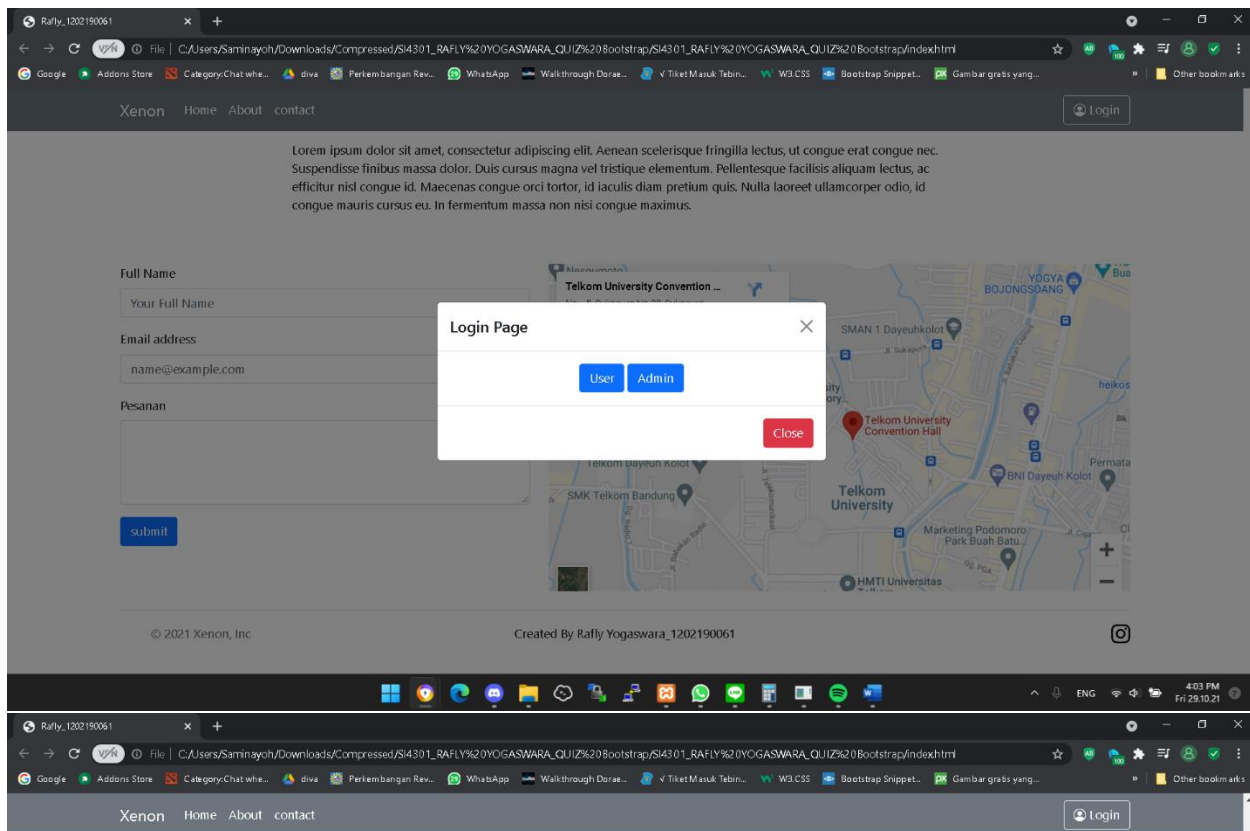 Rafly_1202190061
VPN File C:/Users/Saminayoh/Downloads/Compressed/SI4301_RAFLY%20YOGASWARA_QUIZ%20Bootstrap/SI4301_RAFLY%20YOGASWARA_QUIZ%20Bootstrap/index.html
Google Addons Store Category:Chat whe... diva Perkembangan Rev... WhatsApp Walkthrough Dorae... √ Tiket Masuk Tebin... W3.CSS Bootstrap Snippet... Gambar gratis yang... » Other bookmarks
Xenon Home About contact Login
Lorem ipsum dolor sit amet, consectetur adipiscing elit. Aenean scelerisque fringilla lectus, ut congue erat congue nec.
Suspendisse finibus massa dolor. Duis cursus magna vel tristique elementum. Pellentesque facilisis aliquam lectus, ac
efficitur nisl congue id. Maecenas congue orci tortor, id iaculis diam pretium quis. Nulla laoreet ullamcorper odio, id
congue mauris cursus eu. In fermentum massa non nisi congue maximus.
Full Name
Your Full Name
Email address
name@example.com
Pesanan
submit
Login Page
User Admin
Close
Telkom University Convention ...
YOGYA
BOJONGSOANG
Bua
SMAN 1 Dayeuhkolot
Jl. Sukapura
heikos
Telkom University
Convention Hall
Permata
BNI Dayeuh Kolot
Telkom Dayeuh Kolot
SMK Telkom Bandung
Telkom
University
Marketing Podomoro
Park Buah Batu...
Gg. PGA
HMTI Universitas
© 2021 Xenon, Inc
Created By Rafly Yogaswara_1202190061
ENG
4:03 PM
Fri 29.10.21
Rafly_1202190061
VPN File C:/Users/Saminayoh/Downloads/Compressed/SI4301_RAFLY%20YOGASWARA_QUIZ%20Bootstrap/SI4301_RAFLY%20YOGASWARA_QUIZ%20Bootstrap/index.html
Google Addons Store Category:Chat whe... diva Perkembangan Rev... WhatsApp Walkthrough Dorae... √ Tiket Masuk Tebin... W3.CSS Bootstrap Snippet... Gambar gratis yang... » Other bookmarks
Xenon Home About contact Login